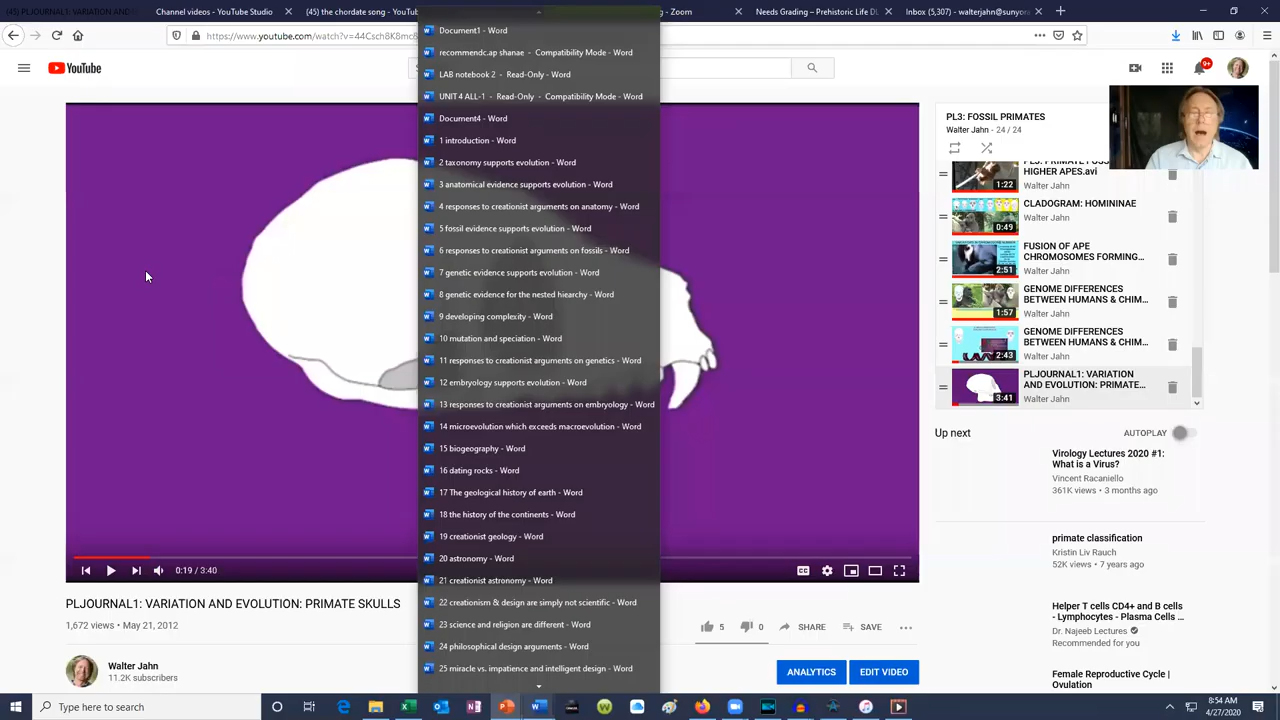 (45) PLJOURNAL1: VARIATION AND
(45) the chordate song - YouT
g - Zoom
Needs Grading – Prehistoric Life D
Inbox (5,307) - waltercjahn@
https://www.youtube.com/watch?v=44Csch8K8mc8
YouTube
9+
Document1 - Word
recommendc.ap shanae - Compatibility Mode - Word
LAB notebook 2 - Read-Only - Word
UNIT4 ALL-1 - Read-Only - Compatibility Mode - Word
Document4 - Word
1 introduction - Word
2 taxonomy supports evolution - Word
3 anatomical evidence supports evolution - Word
4 responses to creationist arguments on anatomy - Word
5 fossil evidence supports evolution - Word
6 responses to creationist arguments on fossils - Word
7 genetic evidence supports evolution - Word
8 genetic evidence for the nested hiearchy - Word
9 developing complexity - Word
10 mutation and speciation - Word
11 responses to creationist arguments on genetics - Word
12 embryology supports evolution - Word
13 responses to creationist arguments on embryology - Word
14 microevolution which exceeds macroevolution - Word
15 biogeography - Word
16 dating rocks - Word
17 The geological history of earth - Word
18 the history of the continents - Word
19 creationist geology - Word
20 astronomy - Word
21 creationist astronomy - Word
22 creationism & design are simply not scientific - Word
23 science and religion are different - Word
24 philosophical design arguments - Word
25 miracle vs. impatience and intelligent design - Word
0:19 / 3:40
PLJOURNAL1: VARIATION AND EVOLUTION: PRIMATE SKULLS
1,672 views • May 21, 2012
5
0
SHARE
SAVE
Walter Jahn
11.2K subscribers
ANALYTICS
EDIT VIDEO
PL3: FOSSIL PRIMATES
Walter Jahn - 24 / 24
HIGHER APES.avi
Walter Jahn
1:22
CLADOGRAM: HOMININAE
Walter Jahn
0:49
FUSION OF APE
CHROMOSOMES FORMING...
Walter Jahn
2:51
GENOME DIFFERENCES
BETWEEN HUMANS & CHIM...
Walter Jahn
1:57
GENOME DIFFERENCES
BETWEEN HUMANS & CHIM...
Walter Jahn
2:43
PLJOURNAL1: VARIATION
AND EVOLUTION: PRIMATE...
Walter Jahn
3:41
Up next
AUTOPLAY
Virology Lectures 2020 #1:
What is a Virus?
Vincent Racaniello
361K views • 3 months ago
primate classification
Kristin Liv Rauch
52K views • 7 years ago
Helper T cells CD4+ and B cells
- Lymphocytes - Plasma Cells ...
Dr. Najeeb Lectures
Recommended for you
Female Reproductive Cycle |
Ovulation
Type here to search
8:54 AM
4/27/2020